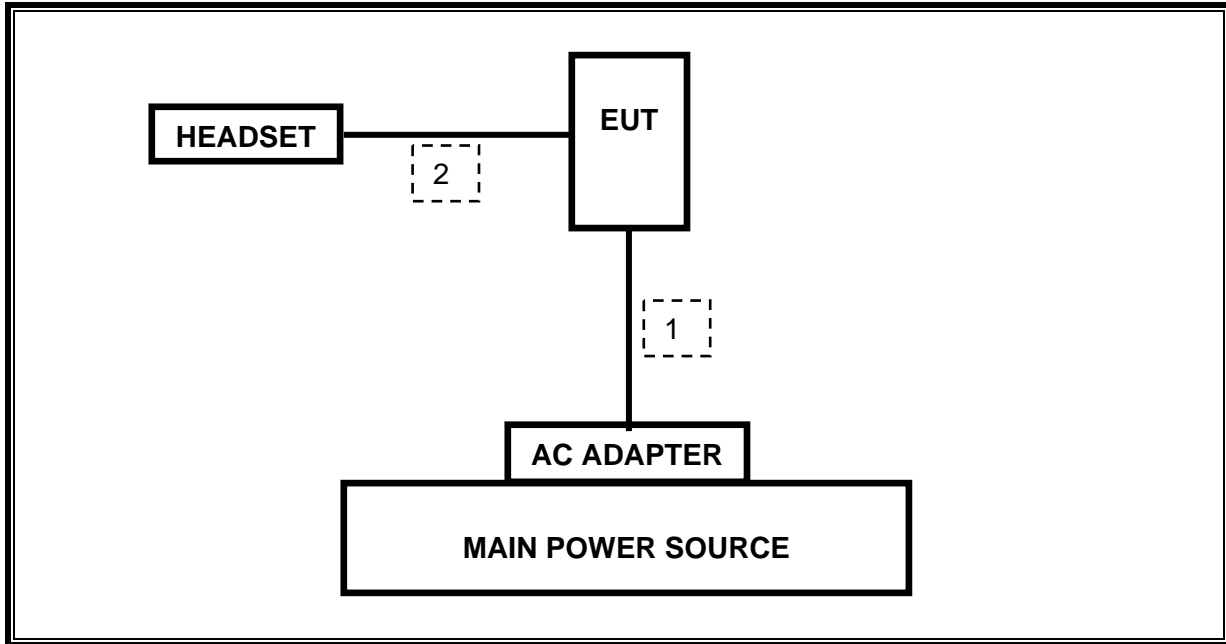 EUT
HEADSET
2
1
AC ADAPTER
MAIN POWER SOURCE